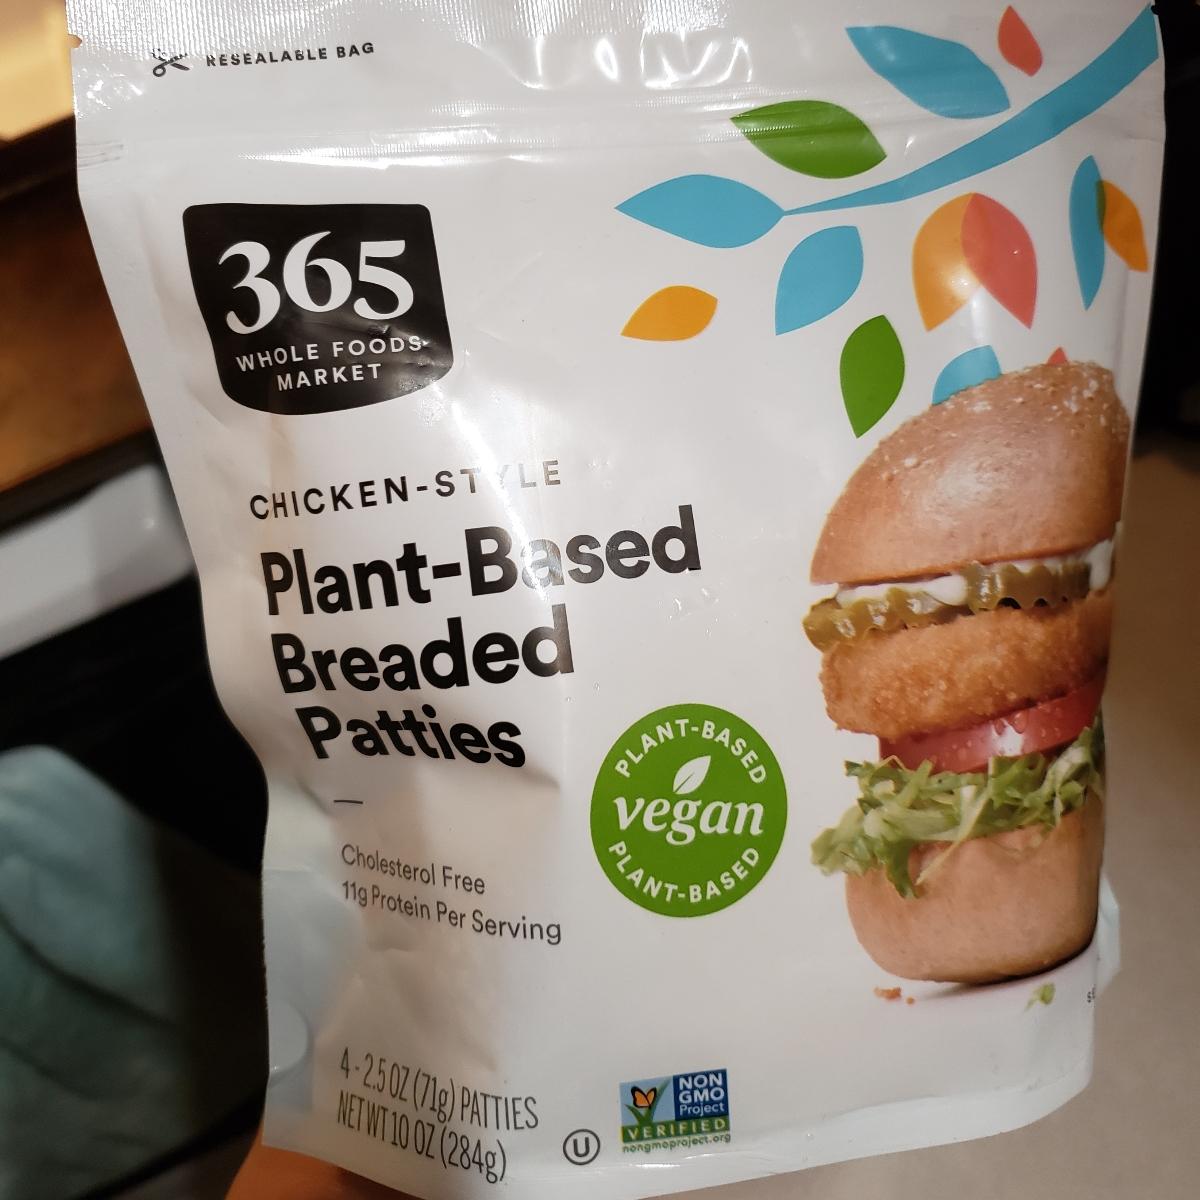 RESEALABLE BAG
365
WHOLE FOODS
MARKET
CHICKEN-STYLE
Plant-Based
Breaded
Patties
PLANT-BASED
vegan
PLANT-BASED
Cholesterol Free
11g Protein Per Serving
4 - 2.5 OZ (71g) PATTIES
NET WT 10 OZ (284g)
U
NON
GMO
Project
VERIFIED
nongmoproject.org